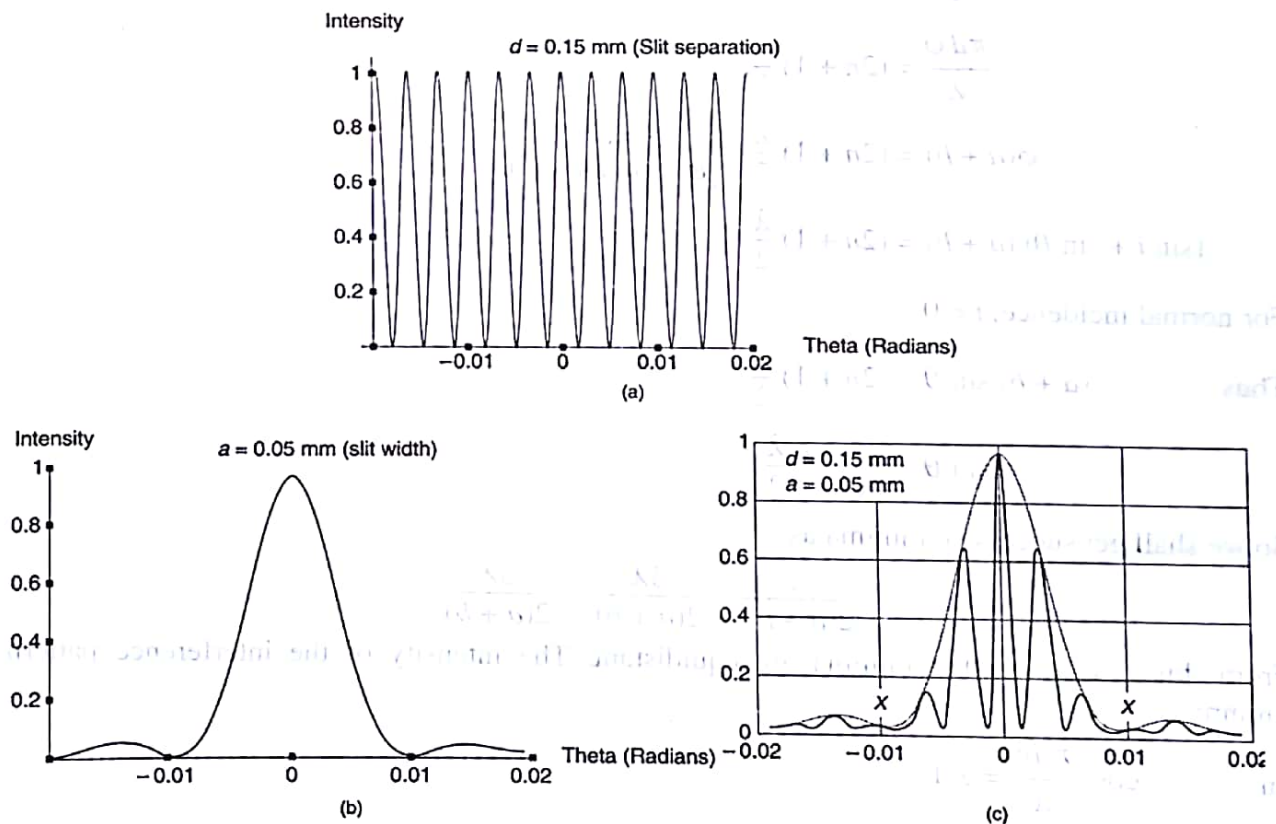 Intensity
d = 0.15 mm (Slit separation)
1
0.8
0.6
0.4
0.2
−0.01 0 0.01 0.02
Theta (Radians)
(a)
Intensity
a = 0.05 mm (slit width)
1
0.8
0.6
0.4
0.2
−0.01 0 0.01 0.02
Theta (Radians)
(b)
1
d = 0.15 mm
a = 0.05 mm
0.8
0.6
0.4
0.2
x x
0
−0.02 −0.01 0 0.01 0.02
(c)